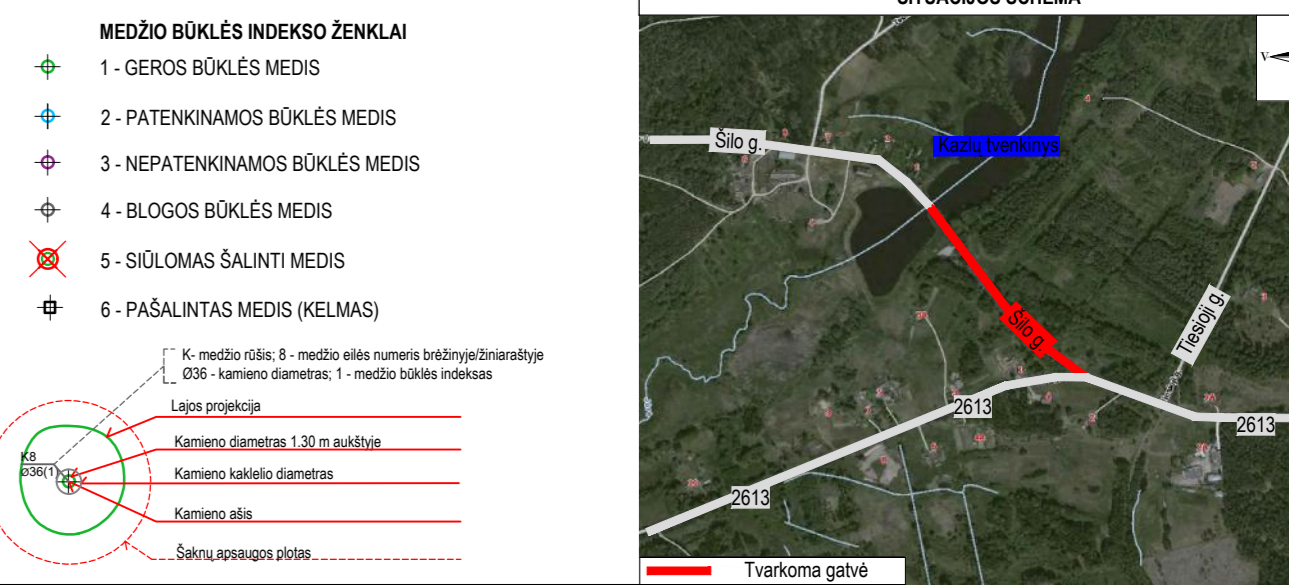 MEDŽIO BŪKLĖS INDEKSO ŽENKLAI
1 - GEROS BŪKLĖS MEDIS
2 - PATENKINAMOS BŪKLĖS MEDIS
3 - NEPATENKINAMOS BŪKLĖS MEDIS
4 - BLOGOS BŪKLĖS MEDIS
5 - SIŪLOMAS ŠALINTI MEDIS
6 - PAŠALINTAS MEDIS (KELMAS)
K- medžio rūšis; 8 - medžio eilės numeris brėžinyje/žiniaraštyje
Ø36 - kamieno diametras; 1 - medžio būklės indeksas
Lajos projekcija
Kamieno diametras 1.30 m aukštyje
K8
Ø36(1)
Kamieno kaklelio diametras
Kamieno ašis
Šaknų apsaugos plotas
SITUACIJOS SCHEMA
V
Šilo g.
Kazlų tvenkinys
Šilo g.
Tiesioji g.
2613
2613
2613
Tvarkoma gatvė